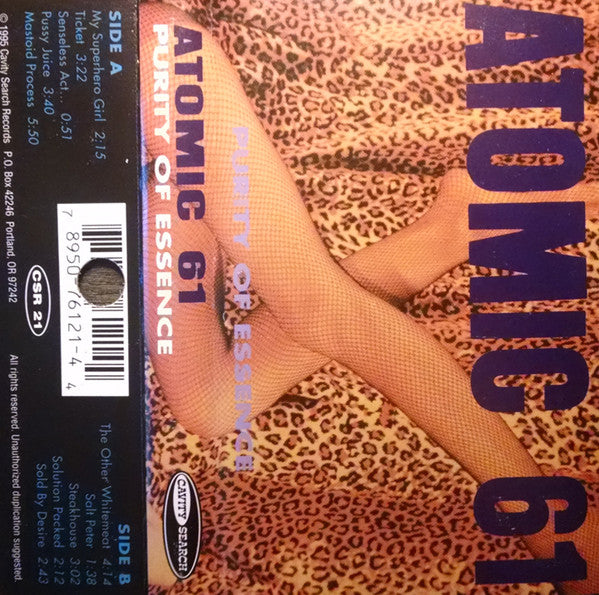 ATOMIC 61
PURITY OF ESSENCE
ATOMIC 61
PURITY OF ESSENCE
CAVITY SEARCH
SIDE A
My Superhero Girl 2:15
Ticket 3:22
Senseless Act... 0:51
Pussy Juice 3:40
Mastoid Process 5:50
7 8950 76121-4 4
CSR 21
SIDE B
The Other Whitemeat 4:14
Salt Peter 1:38
Steakhouse 3:02
Solution Packed 2:12
Sold By Desire 2:43
© 1995 Cavity Search Records P.O. Box 42246 Portland, OR 97242
All rights reserved. Unauthorized duplication suggested.